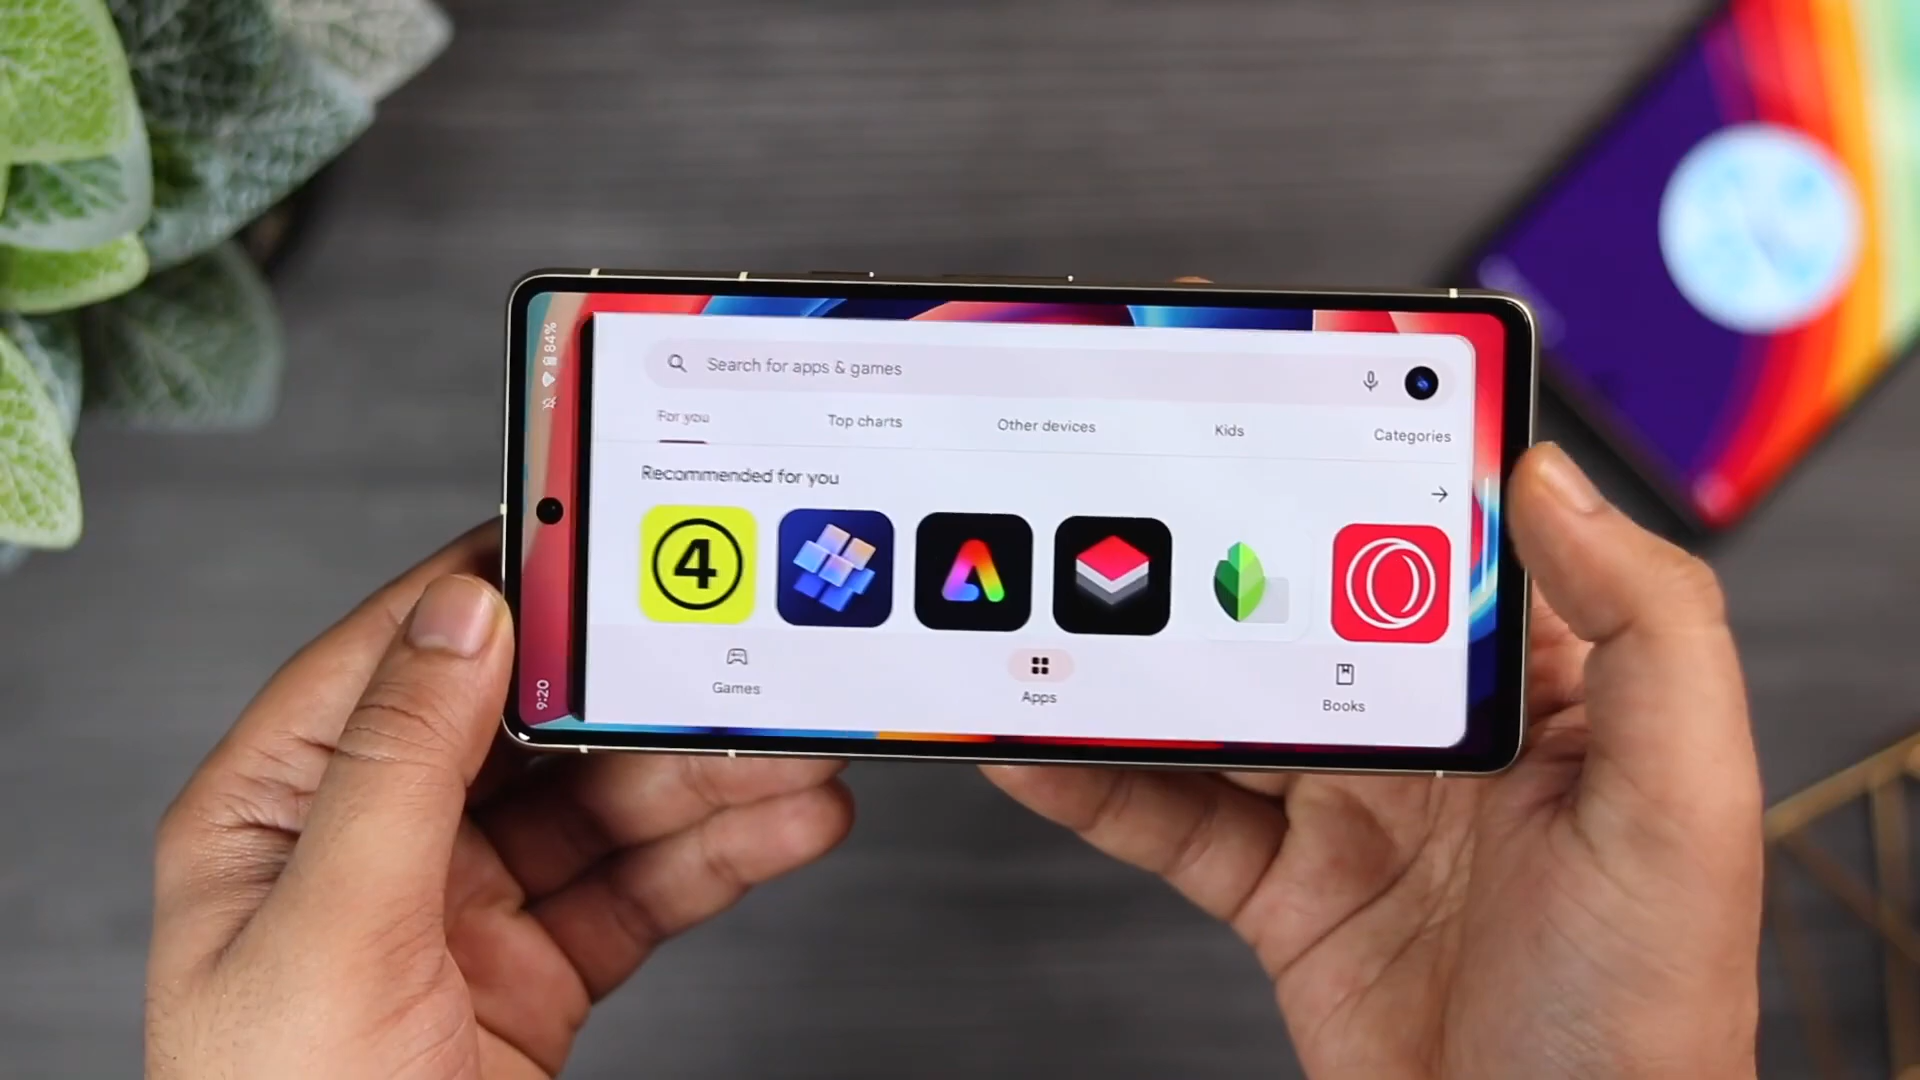 84%
9:20
Search for apps & games
For you
Top charts
Other devices
Kids
Categories
Recommended for you
4
Games
Apps
Books